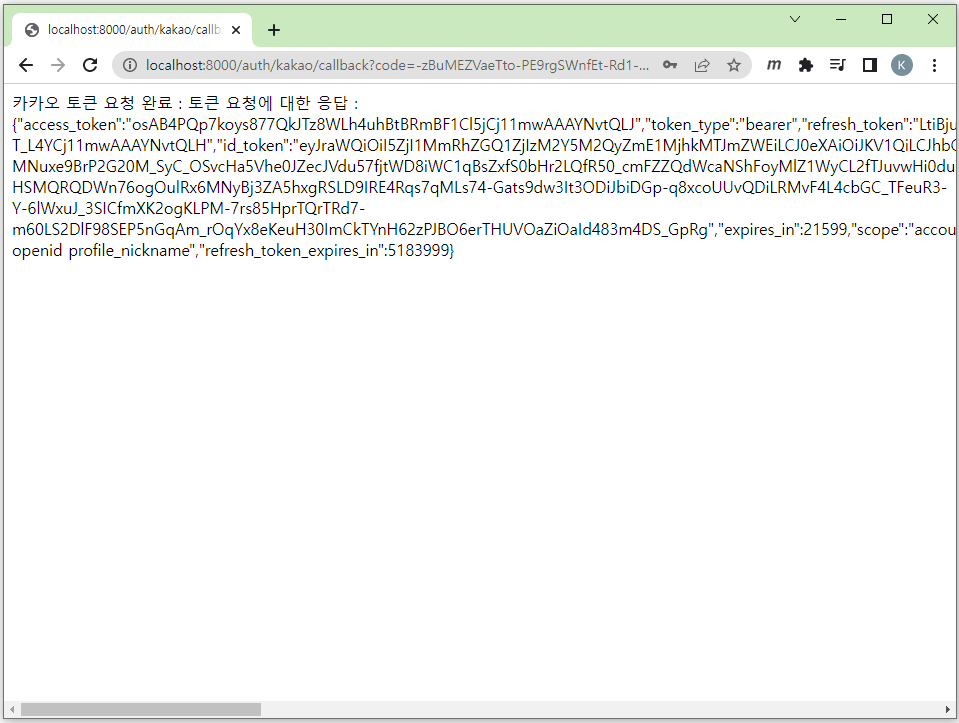 localhost:8000/auth/kakao/callb
localhost:8000/auth/kakao/callback?code=-zBuMEZVaeTto-PE9rgSWnfEt-Rd1-...
m
K
카카오 토큰 요청 완료 : 토큰 요청에 대한 응답 :
{"access_token":"osAB4PQp7koys877QkJTz8WLh4uhBtBRmBF1Cl5jCj11mwAAAYNvtQLJ","token_type":"bearer","refresh_token":"LtiBju
T_L4YCj11mwAAAYNvtQLH","id_token":"eyJraWQiOiI5ZjI1MmRhZGQ1ZjIzM2Y5M2QyZmE1MjhkMTJmZWEiLCJ0eXAiOiJKV1QiLCJhbG
MNuxe9BrP2G20M_SyC_OSvcHa5Vhe0JZecJVdu57fjtWD8iWC1qBsZxfS0bHr2LQfR50_cmFZZQdWcaNShFoyMlZ1WyCL2fTJuvwHi0du
HSMQRQDWn76ogOulRx6MNyBj3ZA5hxgRSLD9IRE4Rqs7qMLs74-Gats9dw3It3ODiJbiDGp-q8xcoUUvQDiLRMvF4L4cbGC_TFeuR3-
Y-6lWxuJ_3SICfmXK2ogKLPM-7rs85HprTQrTRd7-
m60LS2DlF98SEP5nGqAm_rOqYx8eKeuH30ImCkTYnH62zPJBO6erTHUVOaZiOaId483m4DS_GpRg","expires_in":21599,"scope":"accou
openid profile_nickname","refresh_token_expires_in":5183999}